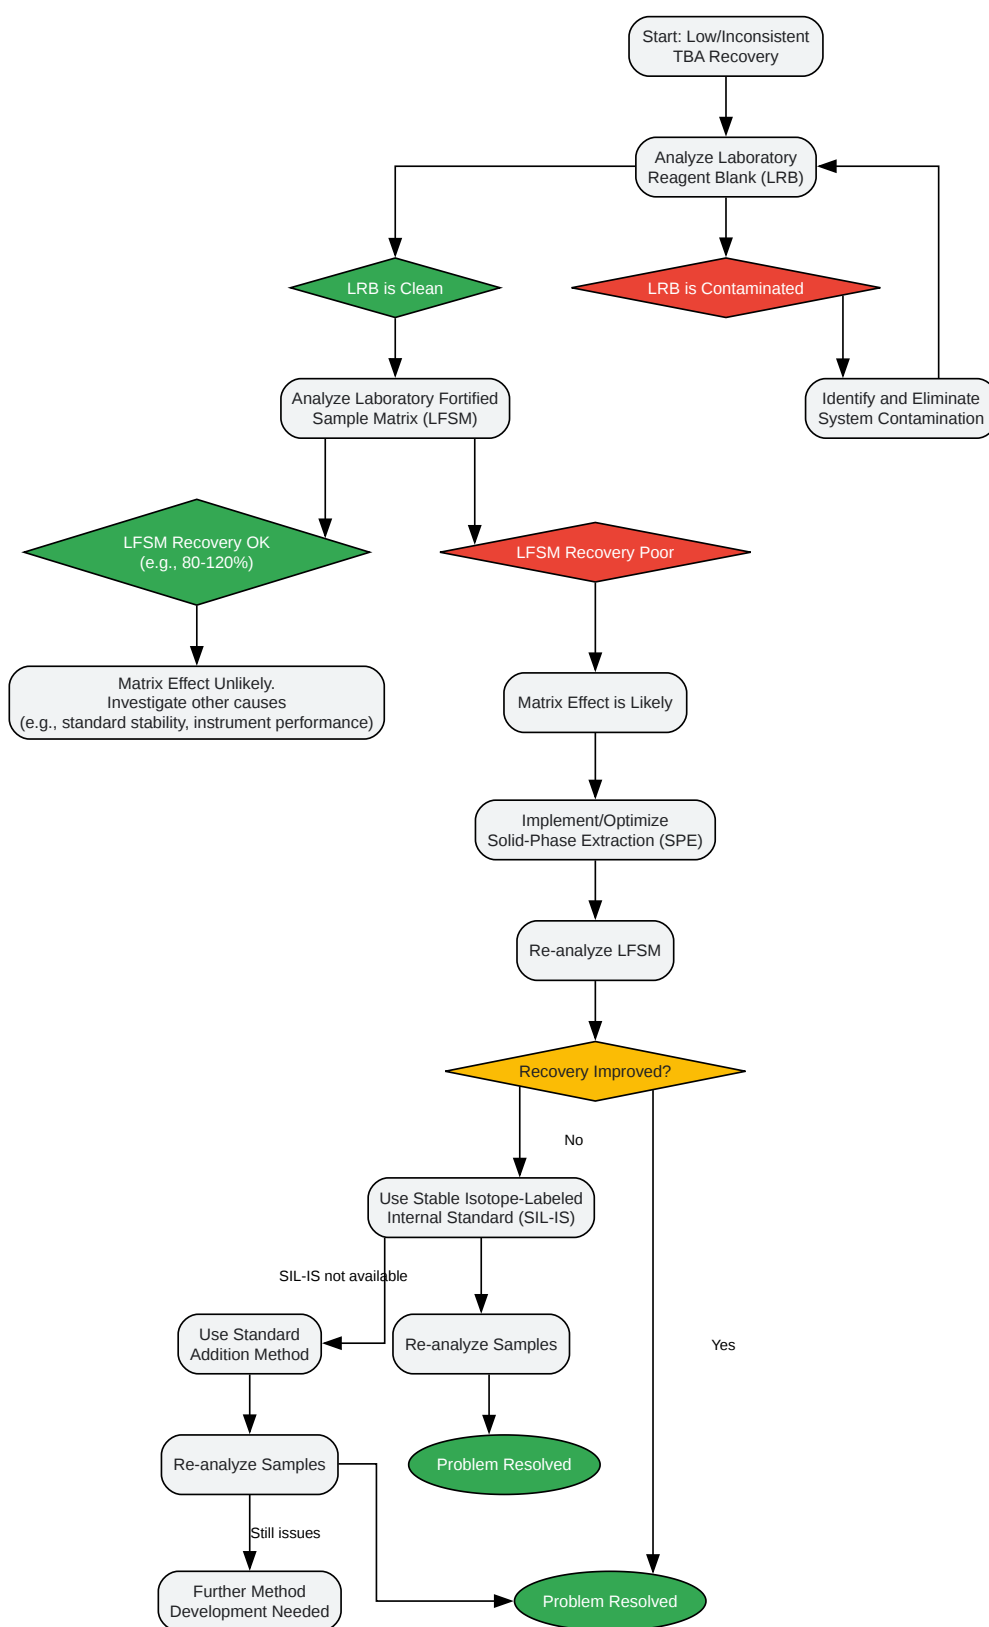 Start: Low/Inconsistent
TBA Recovery
Analyze Laboratory
Reagent Blank (LRB)
LRB is Clean
LRB is Contaminated
Analyze Laboratory Fortified
Sample Matrix (LFSM)
Identify and Eliminate
System Contamination
LFSM Recovery OK
(e.g., 80-120%)
LFSM Recovery Poor
Matrix Effect Unlikely.
Investigate other causes
(e.g., standard stability, instrument performance)
Matrix Effect is Likely
Implement/Optimize
Solid-Phase Extraction (SPE)
Re-analyze LFSM
Recovery Improved?
No
Use Stable Isotope-Labeled
Internal Standard (SIL-IS)
SIL-IS not available
Use Standard
Addition Method
Re-analyze Samples
Yes
Re-analyze Samples
Problem Resolved
Still issues
Further Method
Development Needed
Problem Resolved